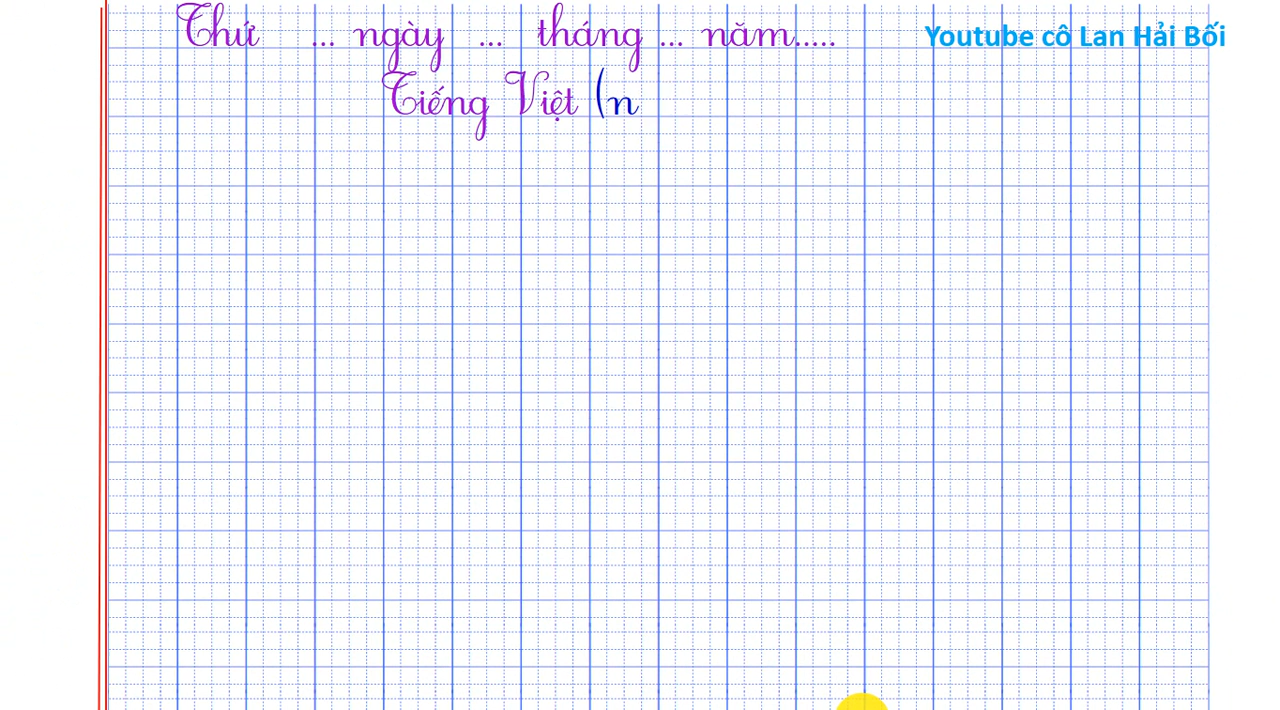 Thứ ... ngày ... tháng ... năm.....
Youtube cô Lan Hải Bối
Tiếng Việt (n